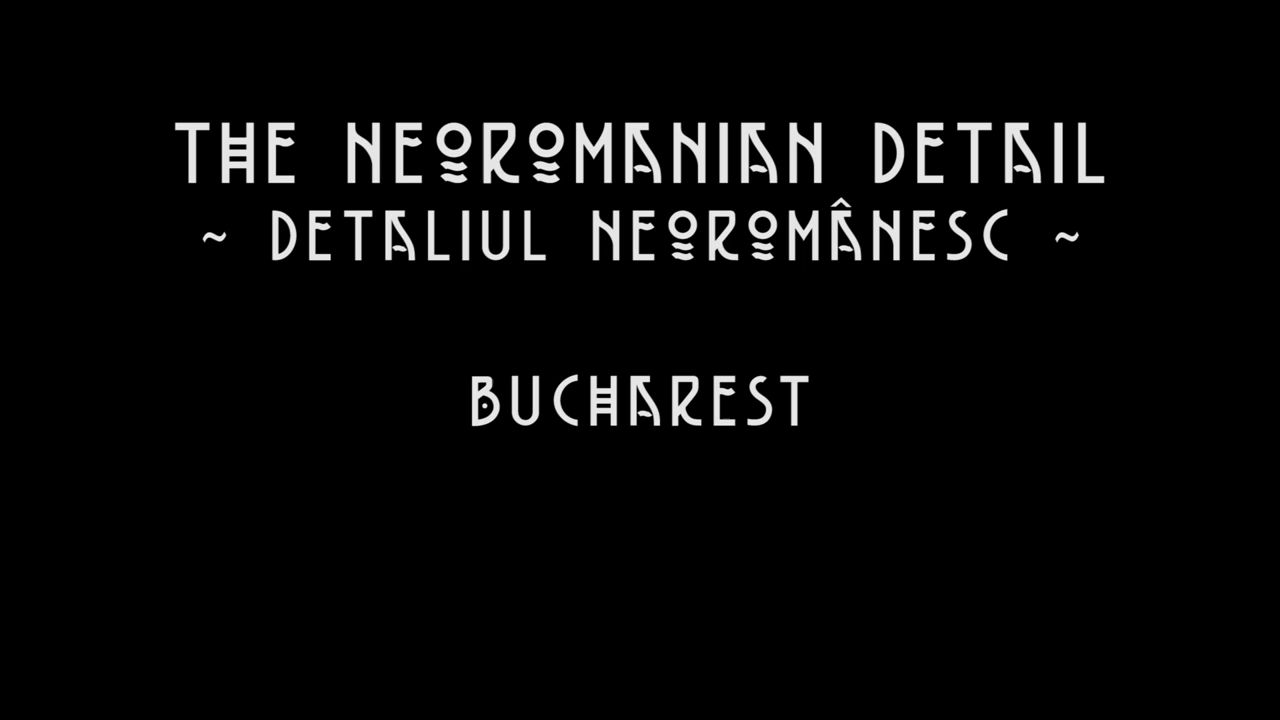 THE NEOROMANIAN DETAIL
~ DETALIUL NEOROMÂNESC ~
BUCHAREST